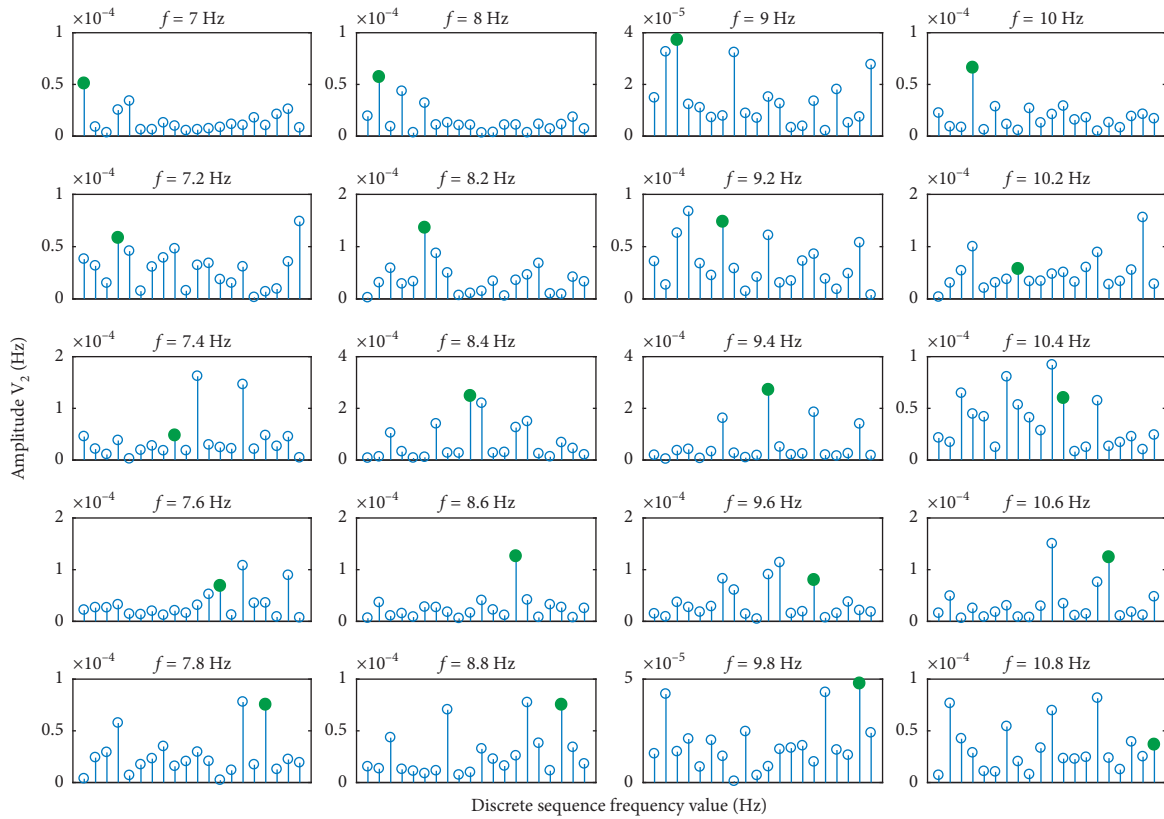 ×10⁻⁴ f = 7 Hz ×10⁻⁴ f = 8 Hz ×10⁻⁵ f = 9 Hz ×10⁻⁴ f = 10 Hz
1 1 4 1
0.5 0.5 2 0.5
0 0 0 0
×10⁻⁴ f = 7.2 Hz ×10⁻⁴ f = 8.2 Hz ×10⁻⁴ f = 9.2 Hz ×10⁻⁴ f = 10.2 Hz
1 2 1 2
0.5 1 0.5 1
0 0 0 0
×10⁻⁴ f = 7.4 Hz ×10⁻⁴ f = 8.4 Hz ×10⁻⁴ f = 9.4 Hz ×10⁻⁴ f = 10.4 Hz
2 4 4 1
1 2 2 0.5
0 0 0 0
Amplitude V₂ (Hz)
×10⁻⁴ f = 7.6 Hz ×10⁻⁴ f = 8.6 Hz ×10⁻⁴ f = 9.6 Hz ×10⁻⁴ f = 10.6 Hz
2 2 2 2
1 1 1 1
0 0 0 0
×10⁻⁴ f = 7.8 Hz ×10⁻⁴ f = 8.8 Hz ×10⁻⁵ f = 9.8 Hz ×10⁻⁴ f = 10.8 Hz
1 1 5 1
0.5 0.5 0.5
0 0 0 0
Discrete sequence frequency value (Hz)